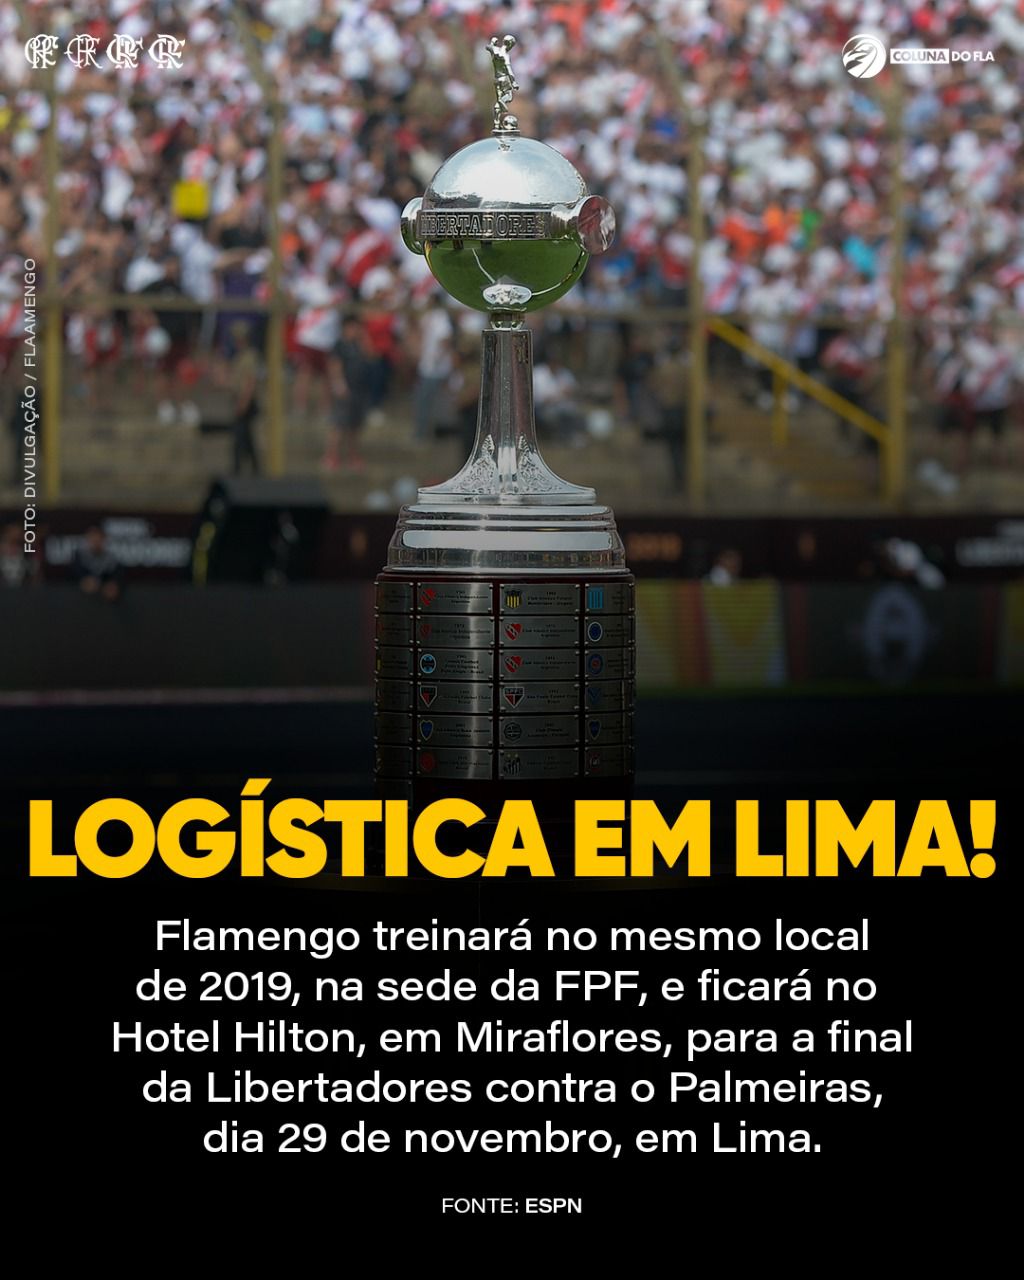 COLUNA DO FLA
LIBERTADORES
FOTO: DIVULGAÇÃO / FLAAMENGO
LOGÍSTICA EM LIMA!
Flamengo treinará no mesmo local
de 2019, na sede da FPF, e ficará no
Hotel Hilton, em Miraflores, para a final
da Libertadores contra o Palmeiras,
dia 29 de novembro, em Lima.
FONTE: ESPN